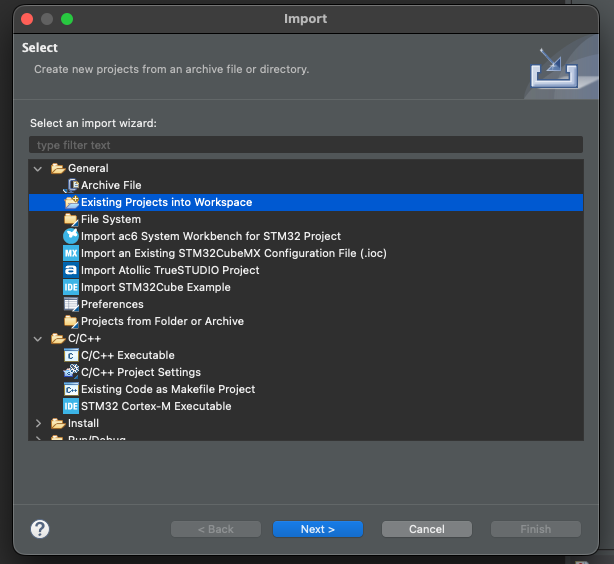 Import
Select
Create new projects from an archive file or directory.
Select an import wizard:
type filter text
General
Archive File
Existing Projects into Workspace
File System
Import ac6 System Workbench for STM32 Project
MX Import an Existing STM32CubeMX Configuration File (.ioc)
a Import Atollic TrueSTUDIO Project
IDE Import STM32Cube Example
Preferences
Projects from Folder or Archive
C/C++
C C/C++ Executable
C/C++ Project Settings
C++ Existing Code as Makefile Project
IDE STM32 Cortex-M Executable
Install
Run/Debug
? < Back Next > Cancel Finish